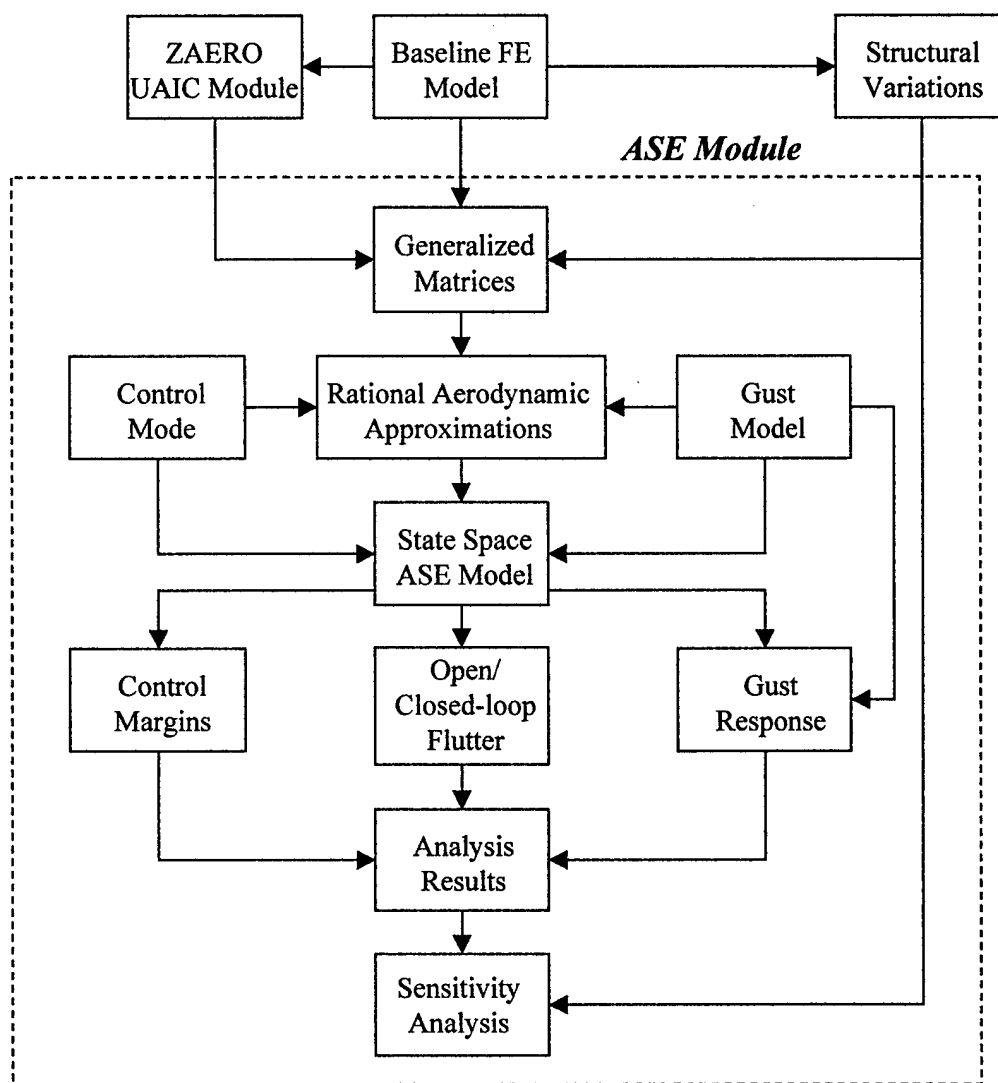 ZAERO
UAIC Module
Baseline FE
Model
Structural
Variations
ASE Module
Generalized
Matrices
Control
Mode
Rational Aerodynamic
Approximations
Gust
Model
State Space
ASE Model
Control
Margins
Open/
Closed-loop
Flutter
Gust
Response
Analysis
Results
Sensitivity
Analysis